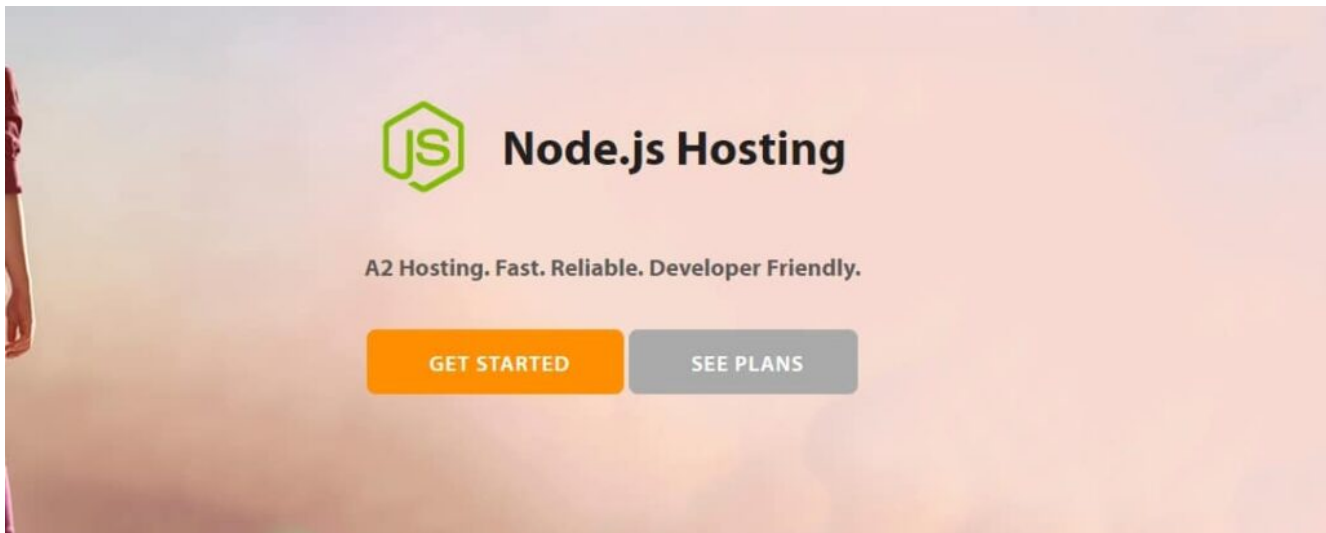 JS
Node.js Hosting
A2 Hosting. Fast. Reliable. Developer Friendly.
GET STARTED
SEE PLANS